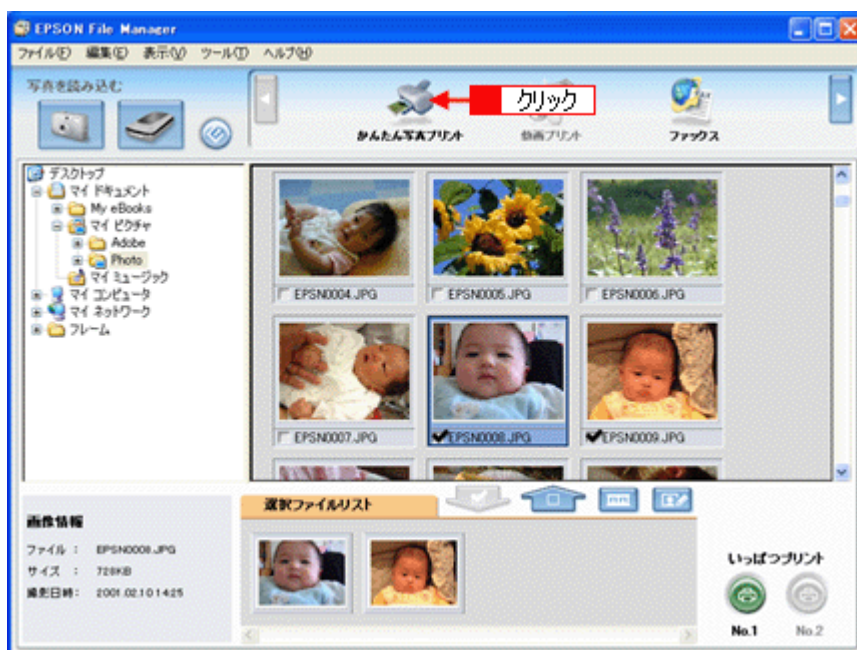 EPSON File Manager
ファイル(F) 編集(E) 表示(V) ツール(T) ヘルプ(H)
写真を読み込む
クリック
かんたん写真プリント
動画プリント
ファックス
デスクトップ
マイ ドキュメント
My eBooks
マイ ピクチャ
Adobe
Photo
マイ ミュージック
マイ コンピュータ
マイ ネットワーク
フレーム
EPSN0004.JPG
EPSN0005.JPG
EPSN0006.JPG
EPSN0007.JPG
EPSN0008.JPG
EPSN0009.JPG
選択ファイルリスト
画像情報
ファイル : EPSN0008.JPG
サイズ : 728KB
撮影日時: 2001.02.10 14:25
いっぱつプリント
No.1
No.2